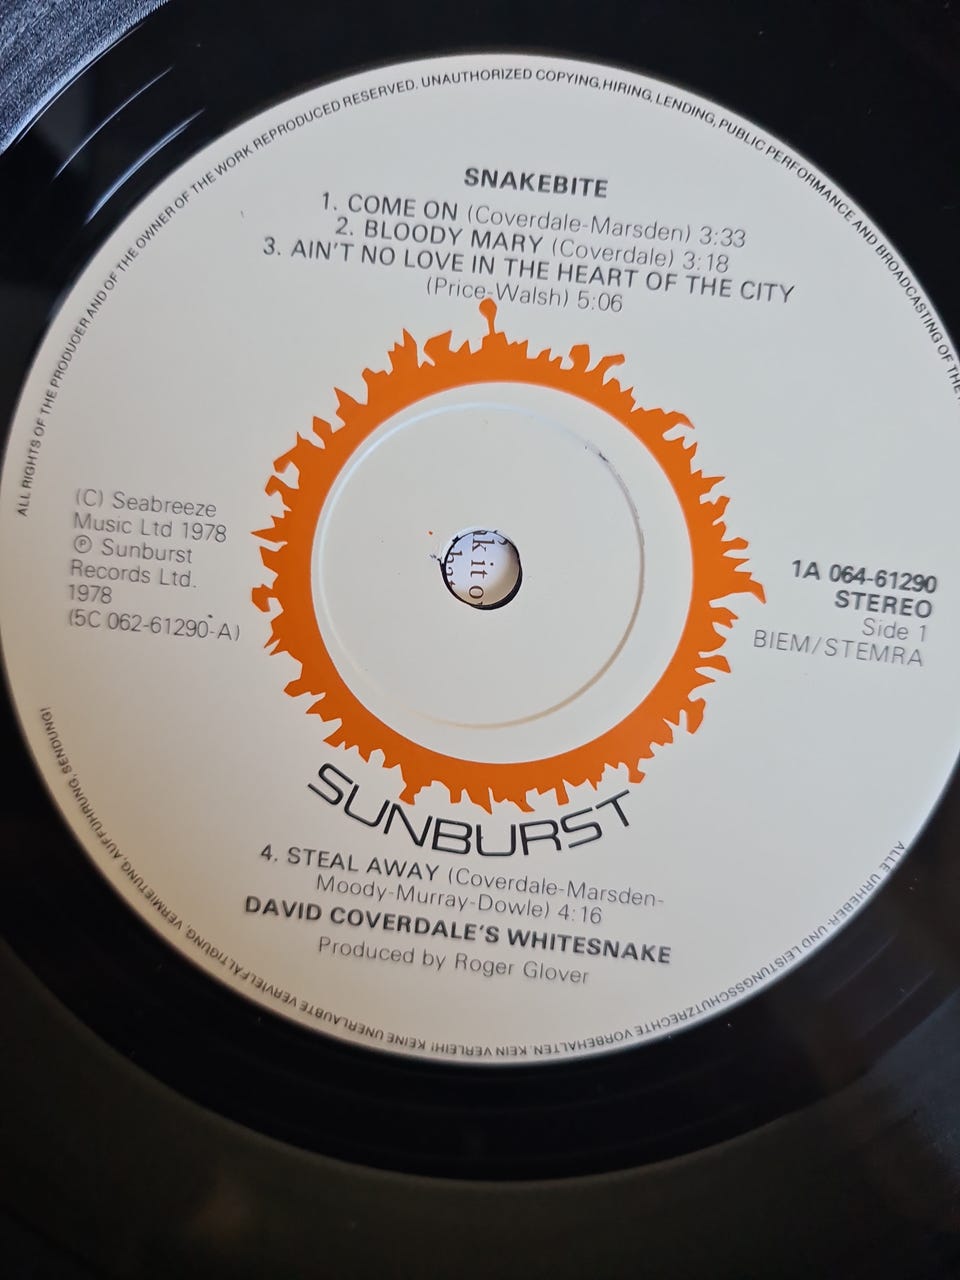 ALL RIGHTS OF THE PRODUCER AND OF THE OWNER OF THE WORK REPRODUCED RESERVED. UNAUTHORIZED COPYING, HIRING, LENDING, PUBLIC PERFORMANCE AND BROADCASTING OF THE
SNAKEBITE
1. COME ON (Coverdale-Marsden) 3:33
2. BLOODY MARY (Coverdale) 3:18
3. AIN'T NO LOVE IN THE HEART OF THE CITY
(Price-Walsh) 5:06
(C) Seabreeze
Music Ltd 1978
℗ Sunburst
Records Ltd.
1978
(5C 062-61290-A)
k it o
1A 064-61290
STEREO
Side 1
BIEM/STEMRA
SUNBURST
4. STEAL AWAY (Coverdale-Marsden-
Moody-Murray-Dowle) 4:16
DAVID COVERDALE'S WHITESNAKE
Produced by Roger Glover
ALLE URHEBER- UND LEISTUNGSSCHUTZRECHTE VORBEHALTEN. KEIN VERLEIH! KEINE UNERLAUBTE VERVIELFÄLTIGUNG, VERMIETUNG, AUFFÜHRUNG, SENDUNG!